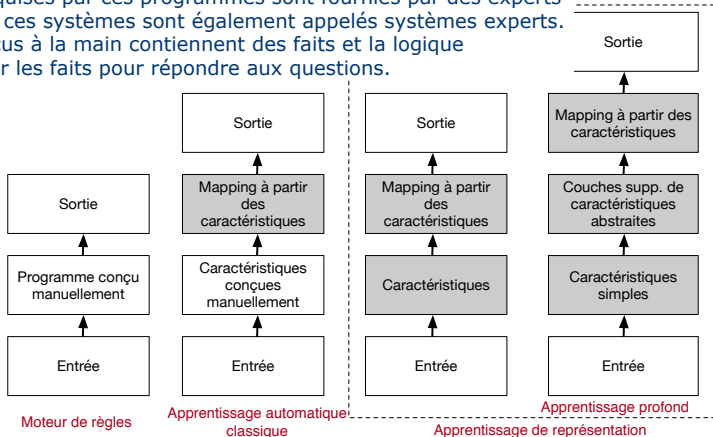 quises par ces programmes sont fournies par des experts
ces systèmes sont également appelés systèmes experts.
us à la main contiennent des faits et la logique
r les faits pour répondre aux questions.
Sortie
Programme conçu
manuellement
Entrée
Moteur de règles
Sortie
Mapping à partir
des
caractéristiques
Caractéristiques
conçues
manuellement
Entrée
Apprentissage automatique
classique
Sortie
Mapping à partir
des
caractéristiques
Caractéristiques
Entrée
Sortie
Mapping à partir des
caractéristiques
Couches supp. de
caractéristiques
abstraites
Caractéristiques
simples
Entrée
Apprentissage profond
Apprentissage de représentation